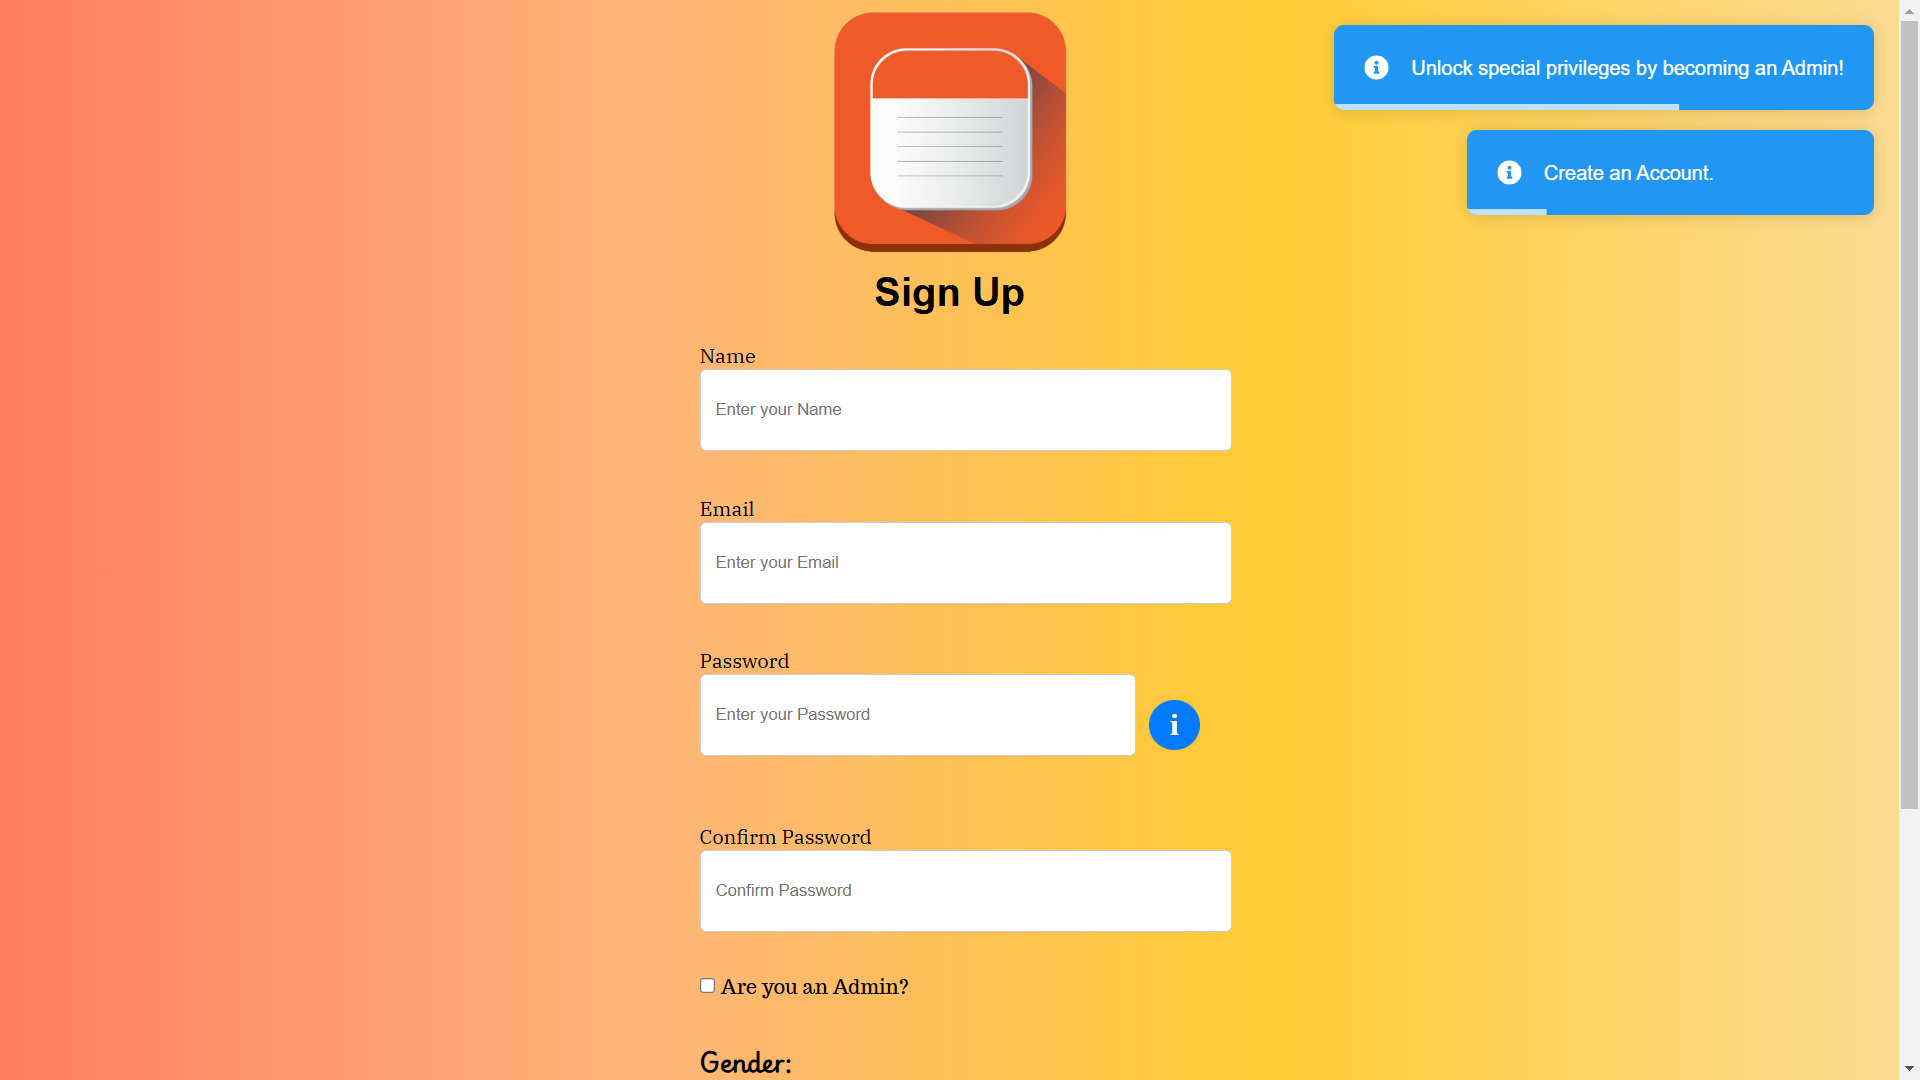 Unlock special privileges by becoming an Admin!
Create an Account.
Sign Up
Name
Enter your Name
Email
Enter your Email
Password
Enter your Password
i
Confirm Password
Confirm Password
Are you an Admin?
Gender: